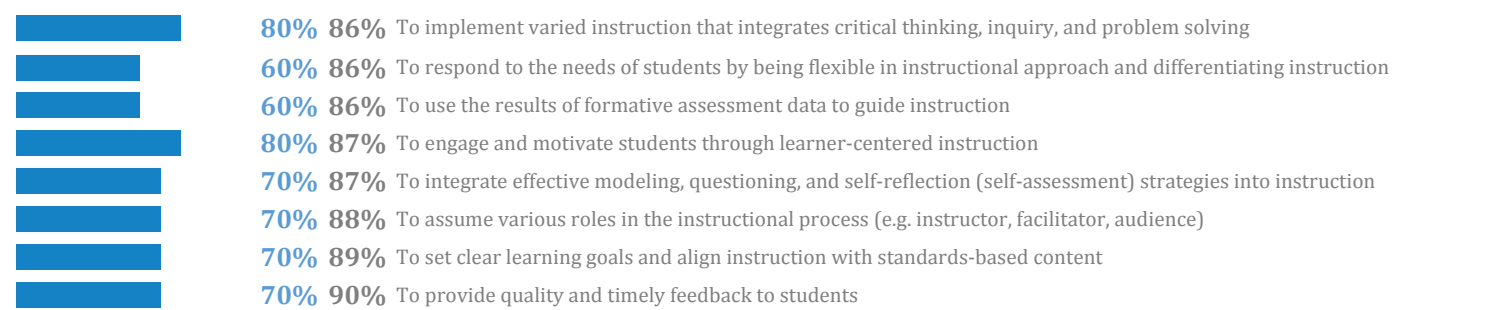 80% 86% To implement varied instruction that integrates critical thinking, inquiry, and problem solving
60% 86% To respond to the needs of students by being flexible in instructional approach and differentiating instruction
60% 86% To use the results of formative assessment data to guide instruction
80% 87% To engage and motivate students through learner-centered instruction
70% 87% To integrate effective modeling, questioning, and self-reflection (self-assessment) strategies into instruction
70% 88% To assume various roles in the instructional process (e.g. instructor, facilitator, audience)
70% 89% To set clear learning goals and align instruction with standards-based content
70% 90% To provide quality and timely feedback to students